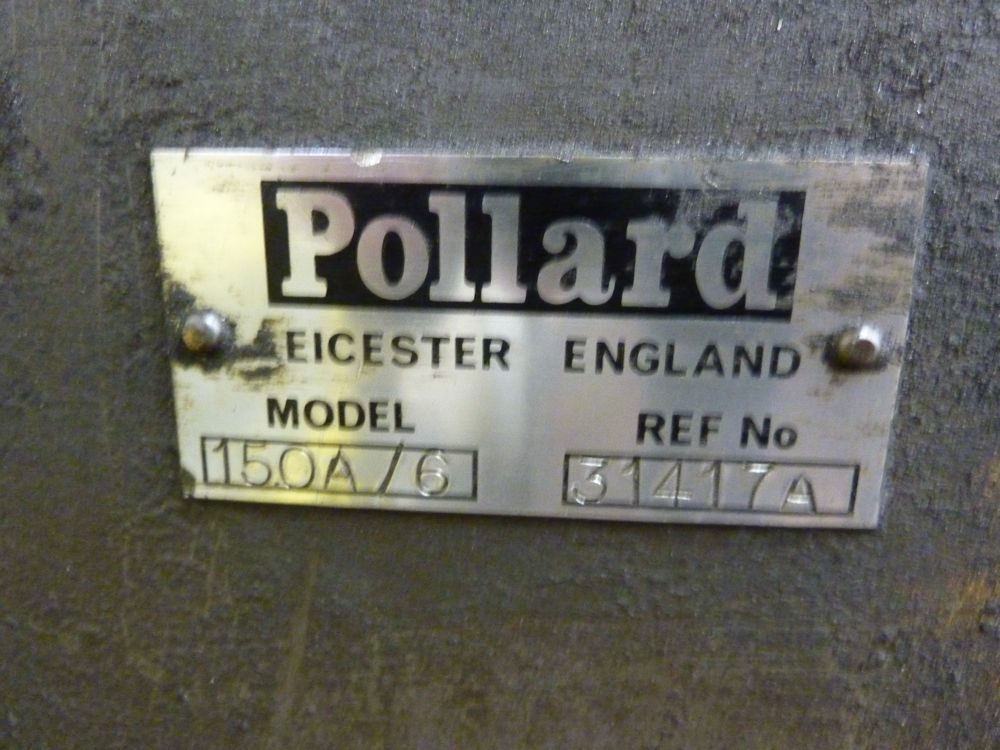 Pollard
EICESTER ENGLAND
MODEL REF No
150A/6 31417A